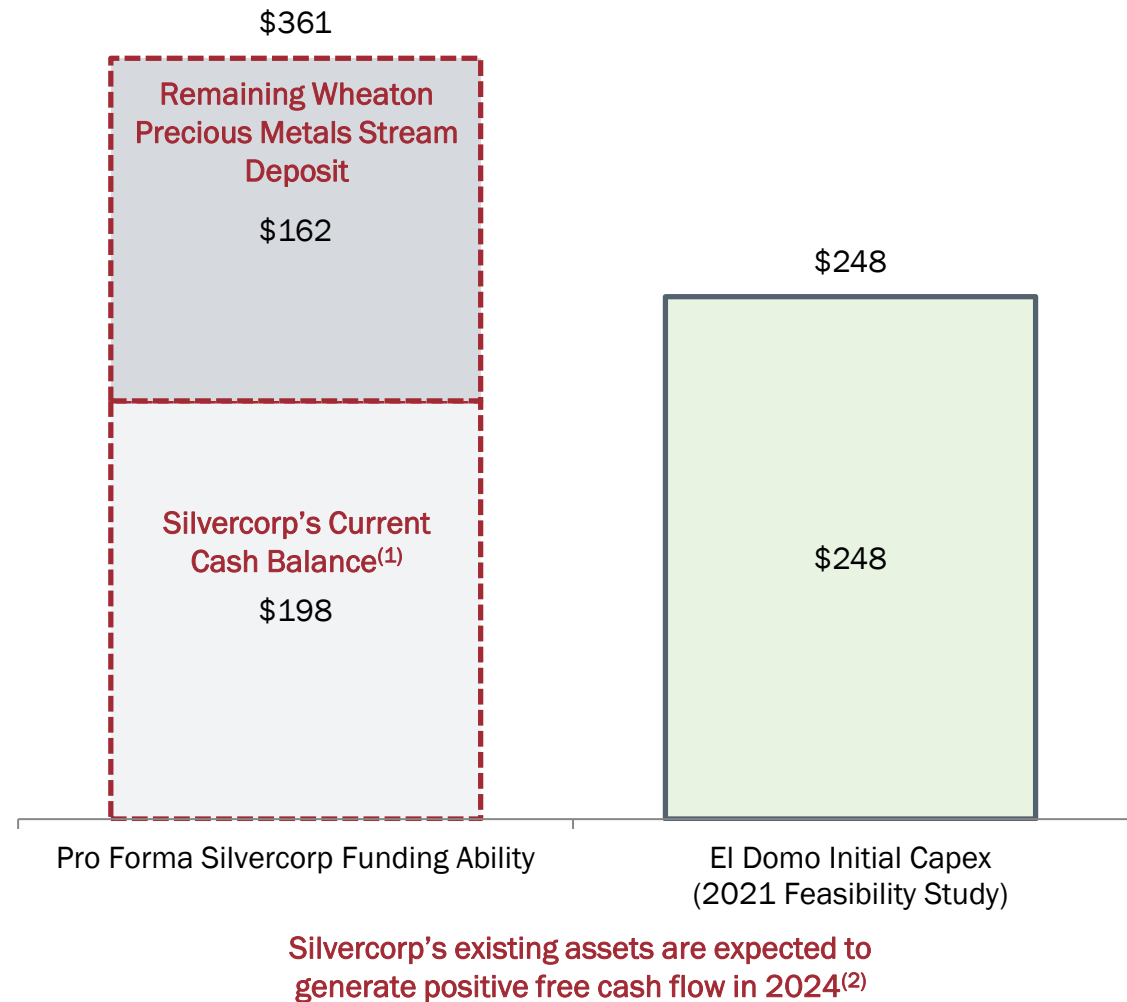 $361
Remaining Wheaton
Precious Metals Stream
Deposit
$162
Silvercorp’s Current
Cash Balance(1)
$198
$248
$248
Pro Forma Silvercorp Funding Ability
El Domo Initial Capex
(2021 Feasibility Study)
Silvercorp’s existing assets are expected to
generate positive free cash flow in 2024(2)